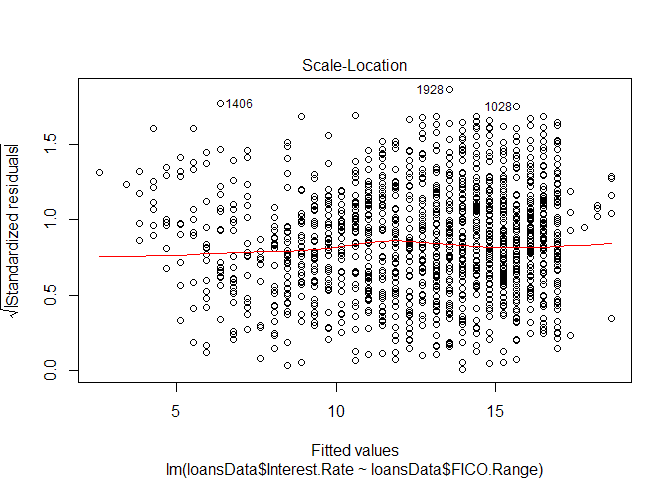 Scale-Location
√|Standardized residuals|
1406
1928
1028
0.0
0.5
1.0
1.5
5
10
15
Fitted values
lm(loansData$Interest.Rate ~ loansData$FICO.Range)